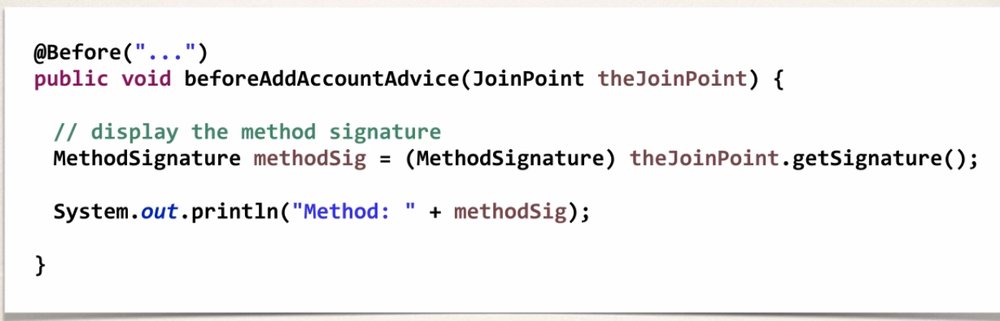 @Before("...")
public void beforeAddAccountAdvice(JoinPoint theJoinPoint) {
// display the method signature
MethodSignature methodSig = (MethodSignature) theJoinPoint.getSignature();
System.out.println("Method: " + methodSig);
}